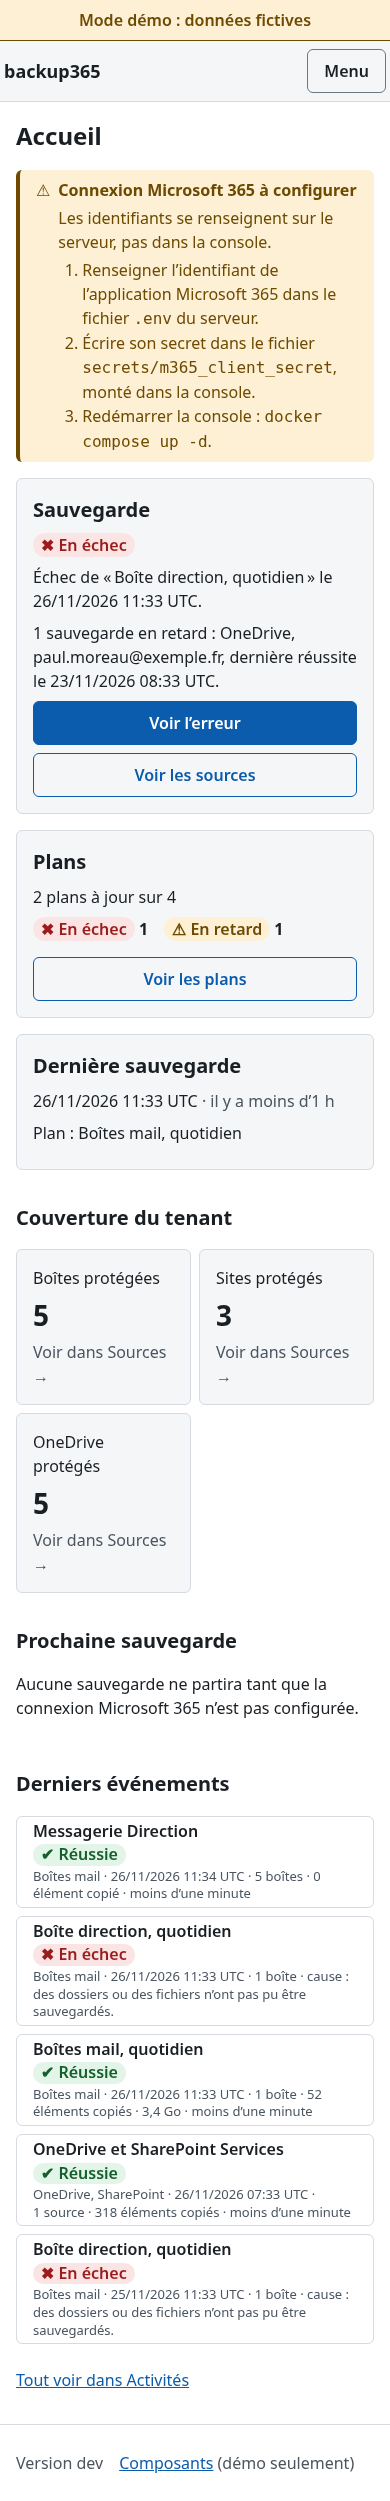 Mode démo : données fictives
backup365
Menu
Accueil
⚠ Connexion Microsoft 365 à configurer
Les identifiants se renseignent sur le
serveur, pas dans la console.
1. Renseigner l’identifiant de
l’application Microsoft 365 dans le
fichier .env du serveur.
2. Écrire son secret dans le fichier
secrets/m365_client_secret,
monté dans la console.
3. Redémarrer la console : docker
compose up -d.
Sauvegarde
✖ En échec
Échec de « Boîte direction, quotidien » le
26/11/2026 11:33 UTC.
1 sauvegarde en retard : OneDrive,
paul.moreau@exemple.fr, dernière réussite
le 23/11/2026 08:33 UTC.
Voir l’erreur
Voir les sources
Plans
2 plans à jour sur 4
✖ En échec 1 ⚠ En retard 1
Voir les plans
Dernière sauvegarde
26/11/2026 11:33 UTC · il y a moins d’1 h
Plan : Boîtes mail, quotidien
Couverture du tenant
Boîtes protégées
5
Voir dans Sources
→
Sites protégés
3
Voir dans Sources
→
OneDrive
protégés
5
Voir dans Sources
→
Prochaine sauvegarde
Aucune sauvegarde ne partira tant que la
connexion Microsoft 365 n’est pas configurée.
Derniers événements
Messagerie Direction
✔ Réussie
Boîtes mail · 26/11/2026 11:34 UTC · 5 boîtes · 0
élément copié · moins d’une minute
Boîte direction, quotidien
✖ En échec
Boîtes mail · 26/11/2026 11:33 UTC · 1 boîte · cause :
des dossiers ou des fichiers n’ont pas pu être
sauvegardés.
Boîtes mail, quotidien
✔ Réussie
Boîtes mail · 26/11/2026 11:33 UTC · 1 boîte · 52
éléments copiés · 3,4 Go · moins d’une minute
OneDrive et SharePoint Services
✔ Réussie
OneDrive, SharePoint · 26/11/2026 07:33 UTC ·
1 source · 318 éléments copiés · moins d’une minute
Boîte direction, quotidien
✖ En échec
Boîtes mail · 25/11/2026 11:33 UTC · 1 boîte · cause :
des dossiers ou des fichiers n’ont pas pu être
sauvegardés.
Tout voir dans Activités
Version dev Composants (démo seulement)